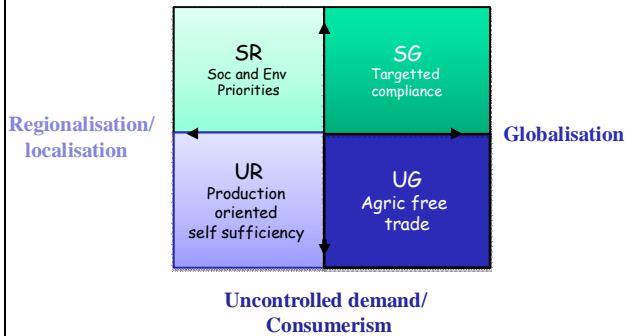 SR
Soc and Env
Priorities
SG
Targetted
compliance
Regionalisation/
localisation
Globalisation
UR
Production
oriented
self sufficiency
UG
Agric free
trade
Uncontrolled demand/
Consumerism